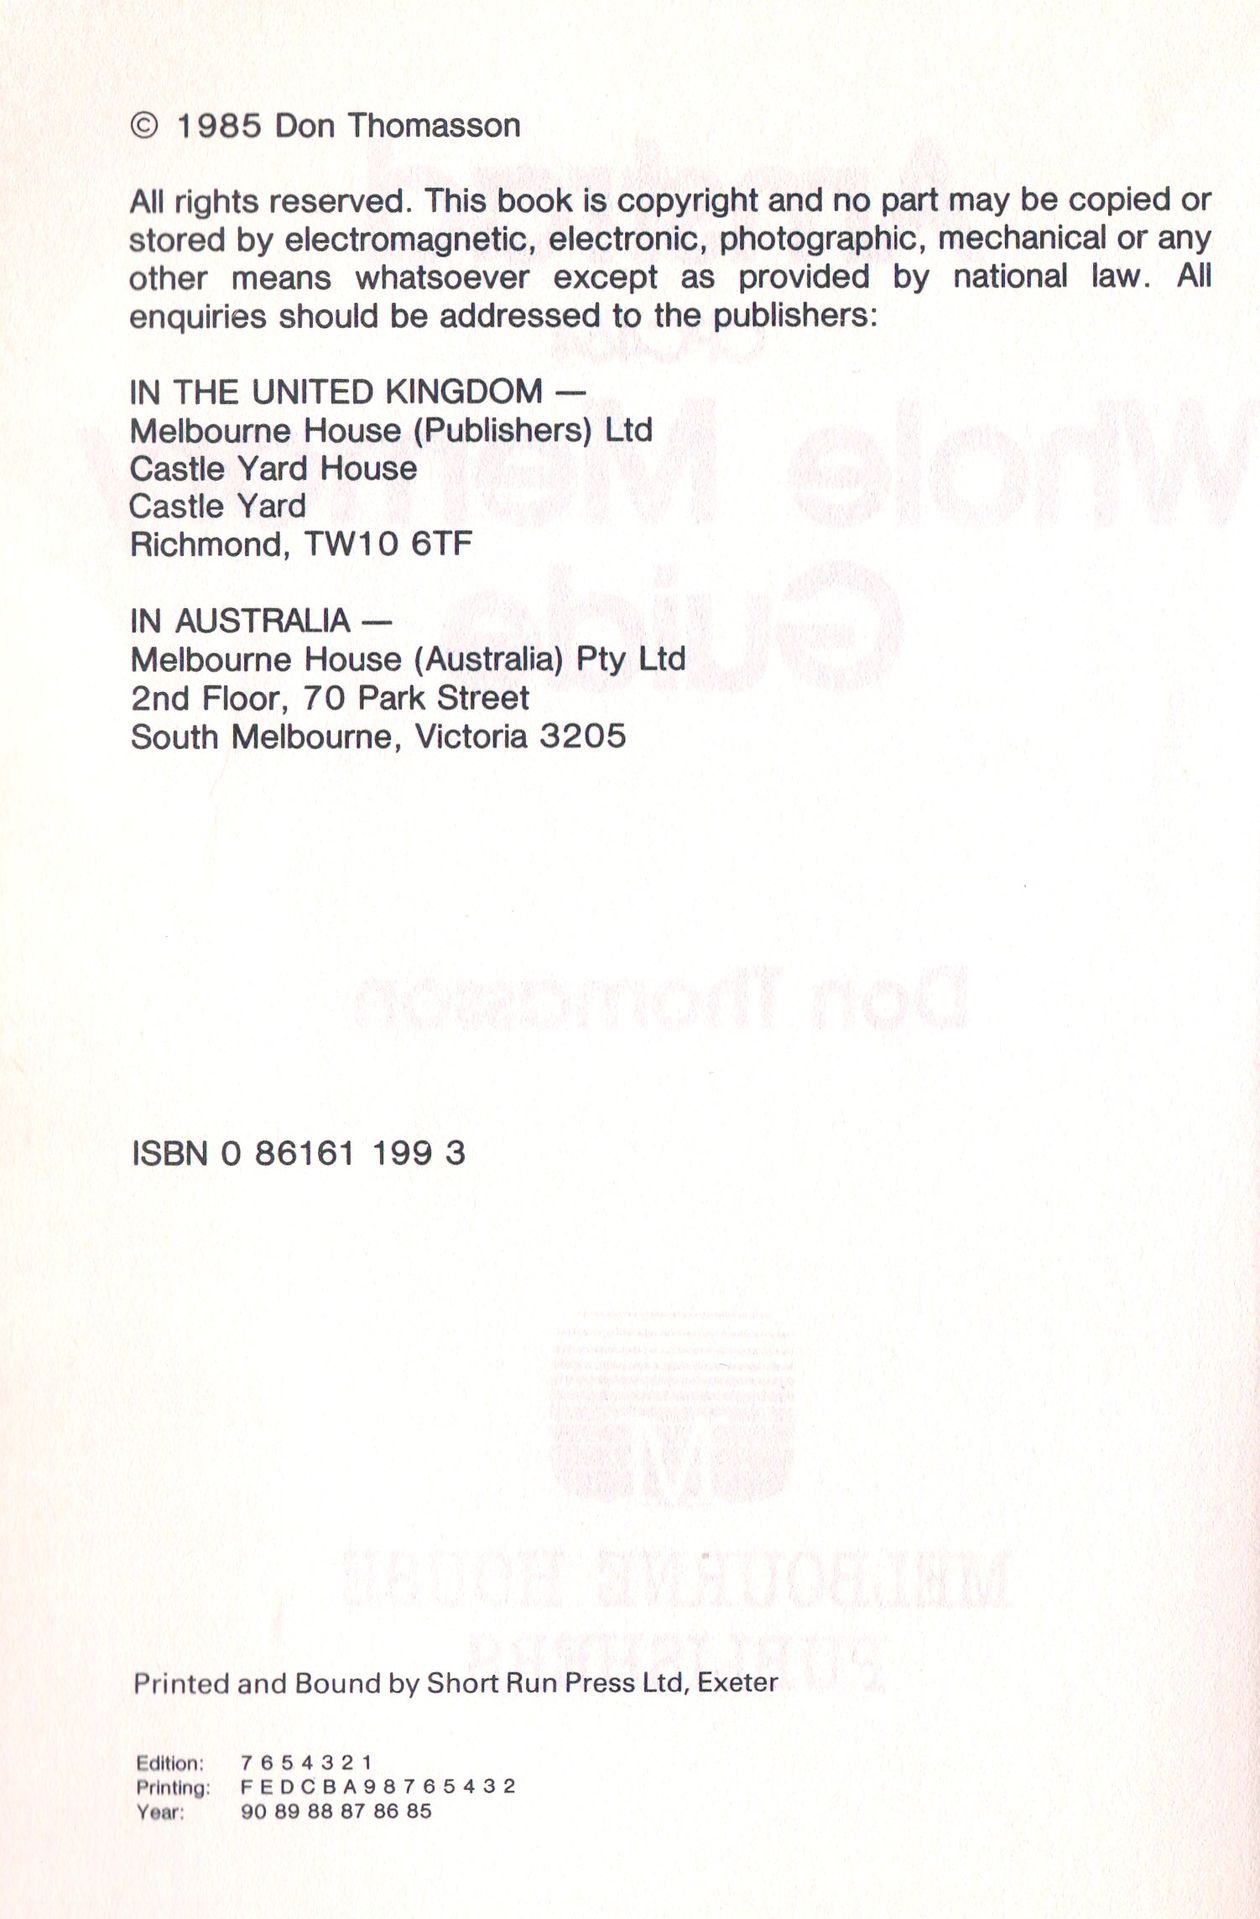 © 1985 Don Thomasson
All rights reserved. This book is copyright and no part may be copied or
stored by electromagnetic, electronic, photographic, mechanical or any
other means whatsoever except as provided by national law. All
enquiries should be addressed to the publishers:
IN THE UNITED KINGDOM —
Melbourne House (Publishers) Ltd
Castle Yard House
Castle Yard
Richmond, TW10 6TF
IN AUSTRALIA —
Melbourne House (Australia) Pty Ltd
2nd Floor, 70 Park Street
South Melbourne, Victoria 3205
ISBN 0 86161 199 3
Printed and Bound by Short Run Press Ltd, Exeter
Edition: 7 6 5 4 3 2 1
Printing: F E D C B A 9 8 7 6 5 4 3 2
Year: 90 89 88 87 86 85